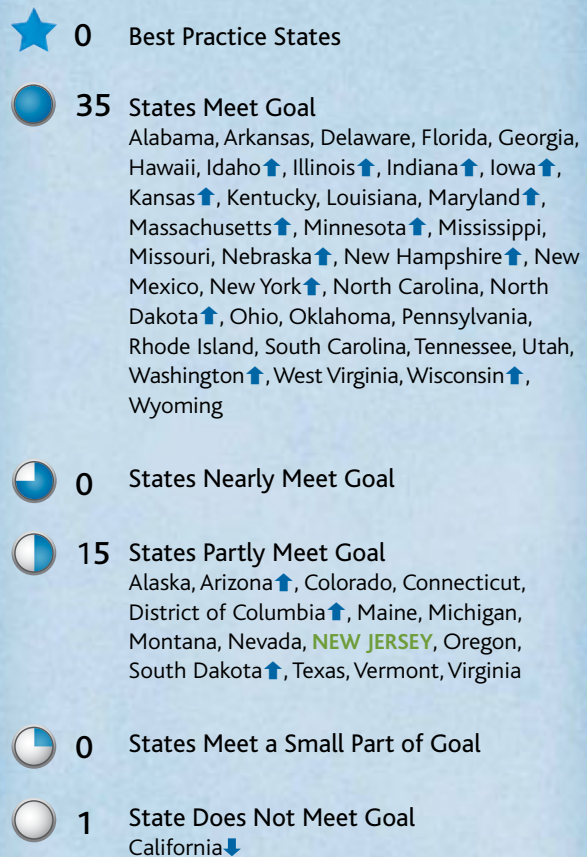 0 Best Practice States
35 States Meet Goal
Alabama, Arkansas, Delaware, Florida, Georgia,
Hawaii, Idaho⬆, Illinois⬆, Indiana⬆, Iowa⬆,
Kansas⬆, Kentucky, Louisiana, Maryland⬆,
Massachusetts⬆, Minnesota⬆, Mississippi,
Missouri, Nebraska⬆, New Hampshire⬆, New
Mexico, New York⬆, North Carolina, North
Dakota⬆, Ohio, Oklahoma, Pennsylvania,
Rhode Island, South Carolina, Tennessee, Utah,
Washington⬆, West Virginia, Wisconsin⬆,
Wyoming
0 States Nearly Meet Goal
15 States Partly Meet Goal
Alaska, Arizona⬆, Colorado, Connecticut,
District of Columbia⬆, Maine, Michigan,
Montana, Nevada, NEW JERSEY, Oregon,
South Dakota⬆, Texas, Vermont, Virginia
0 States Meet a Small Part of Goal
1 State Does Not Meet Goal
California⬇